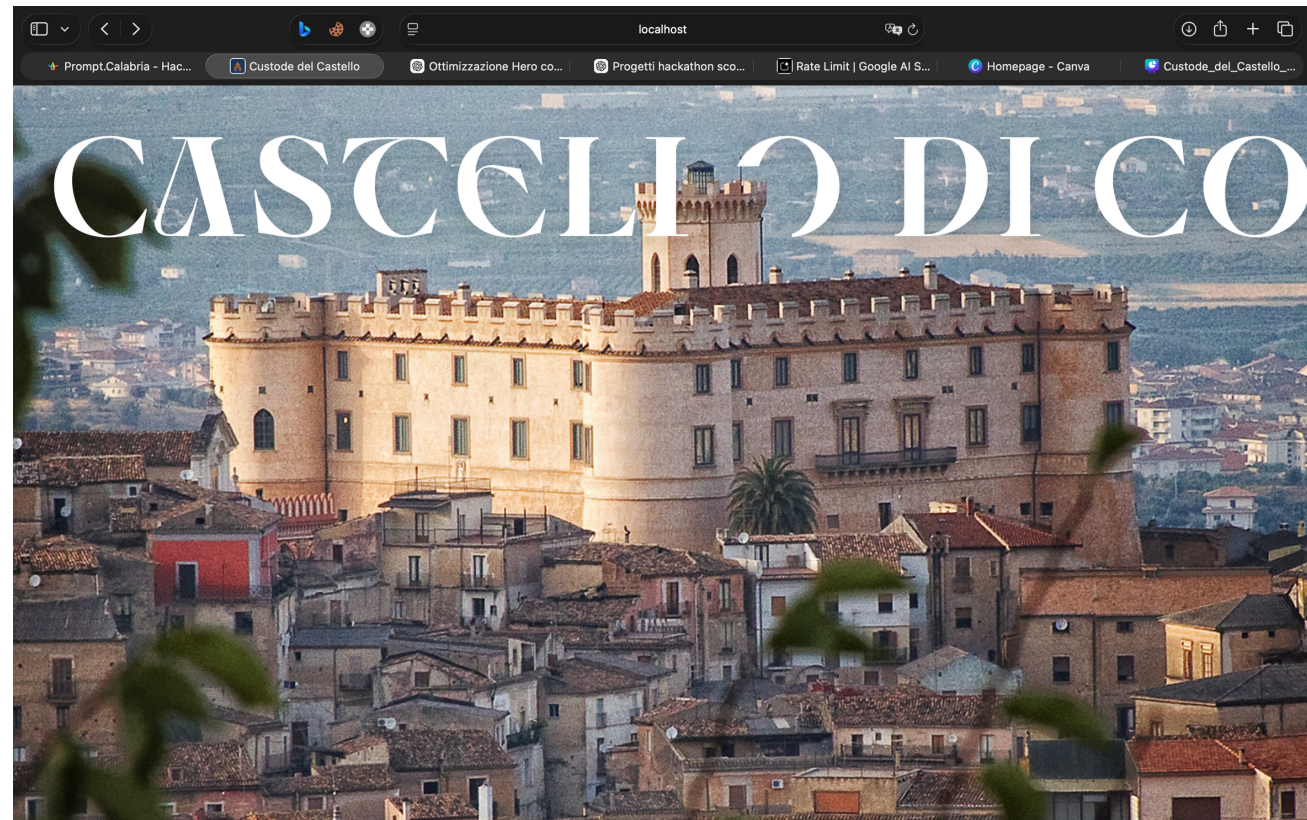 localhost
Prompt.Calabria - Hac...
Custode del Castello
Ottimizzazione Hero co...
Progetti hackathon sco...
Rate Limit | Google AI S...
Homepage - Canva
Custode_del_Castello_...
CASTELLO DI CO